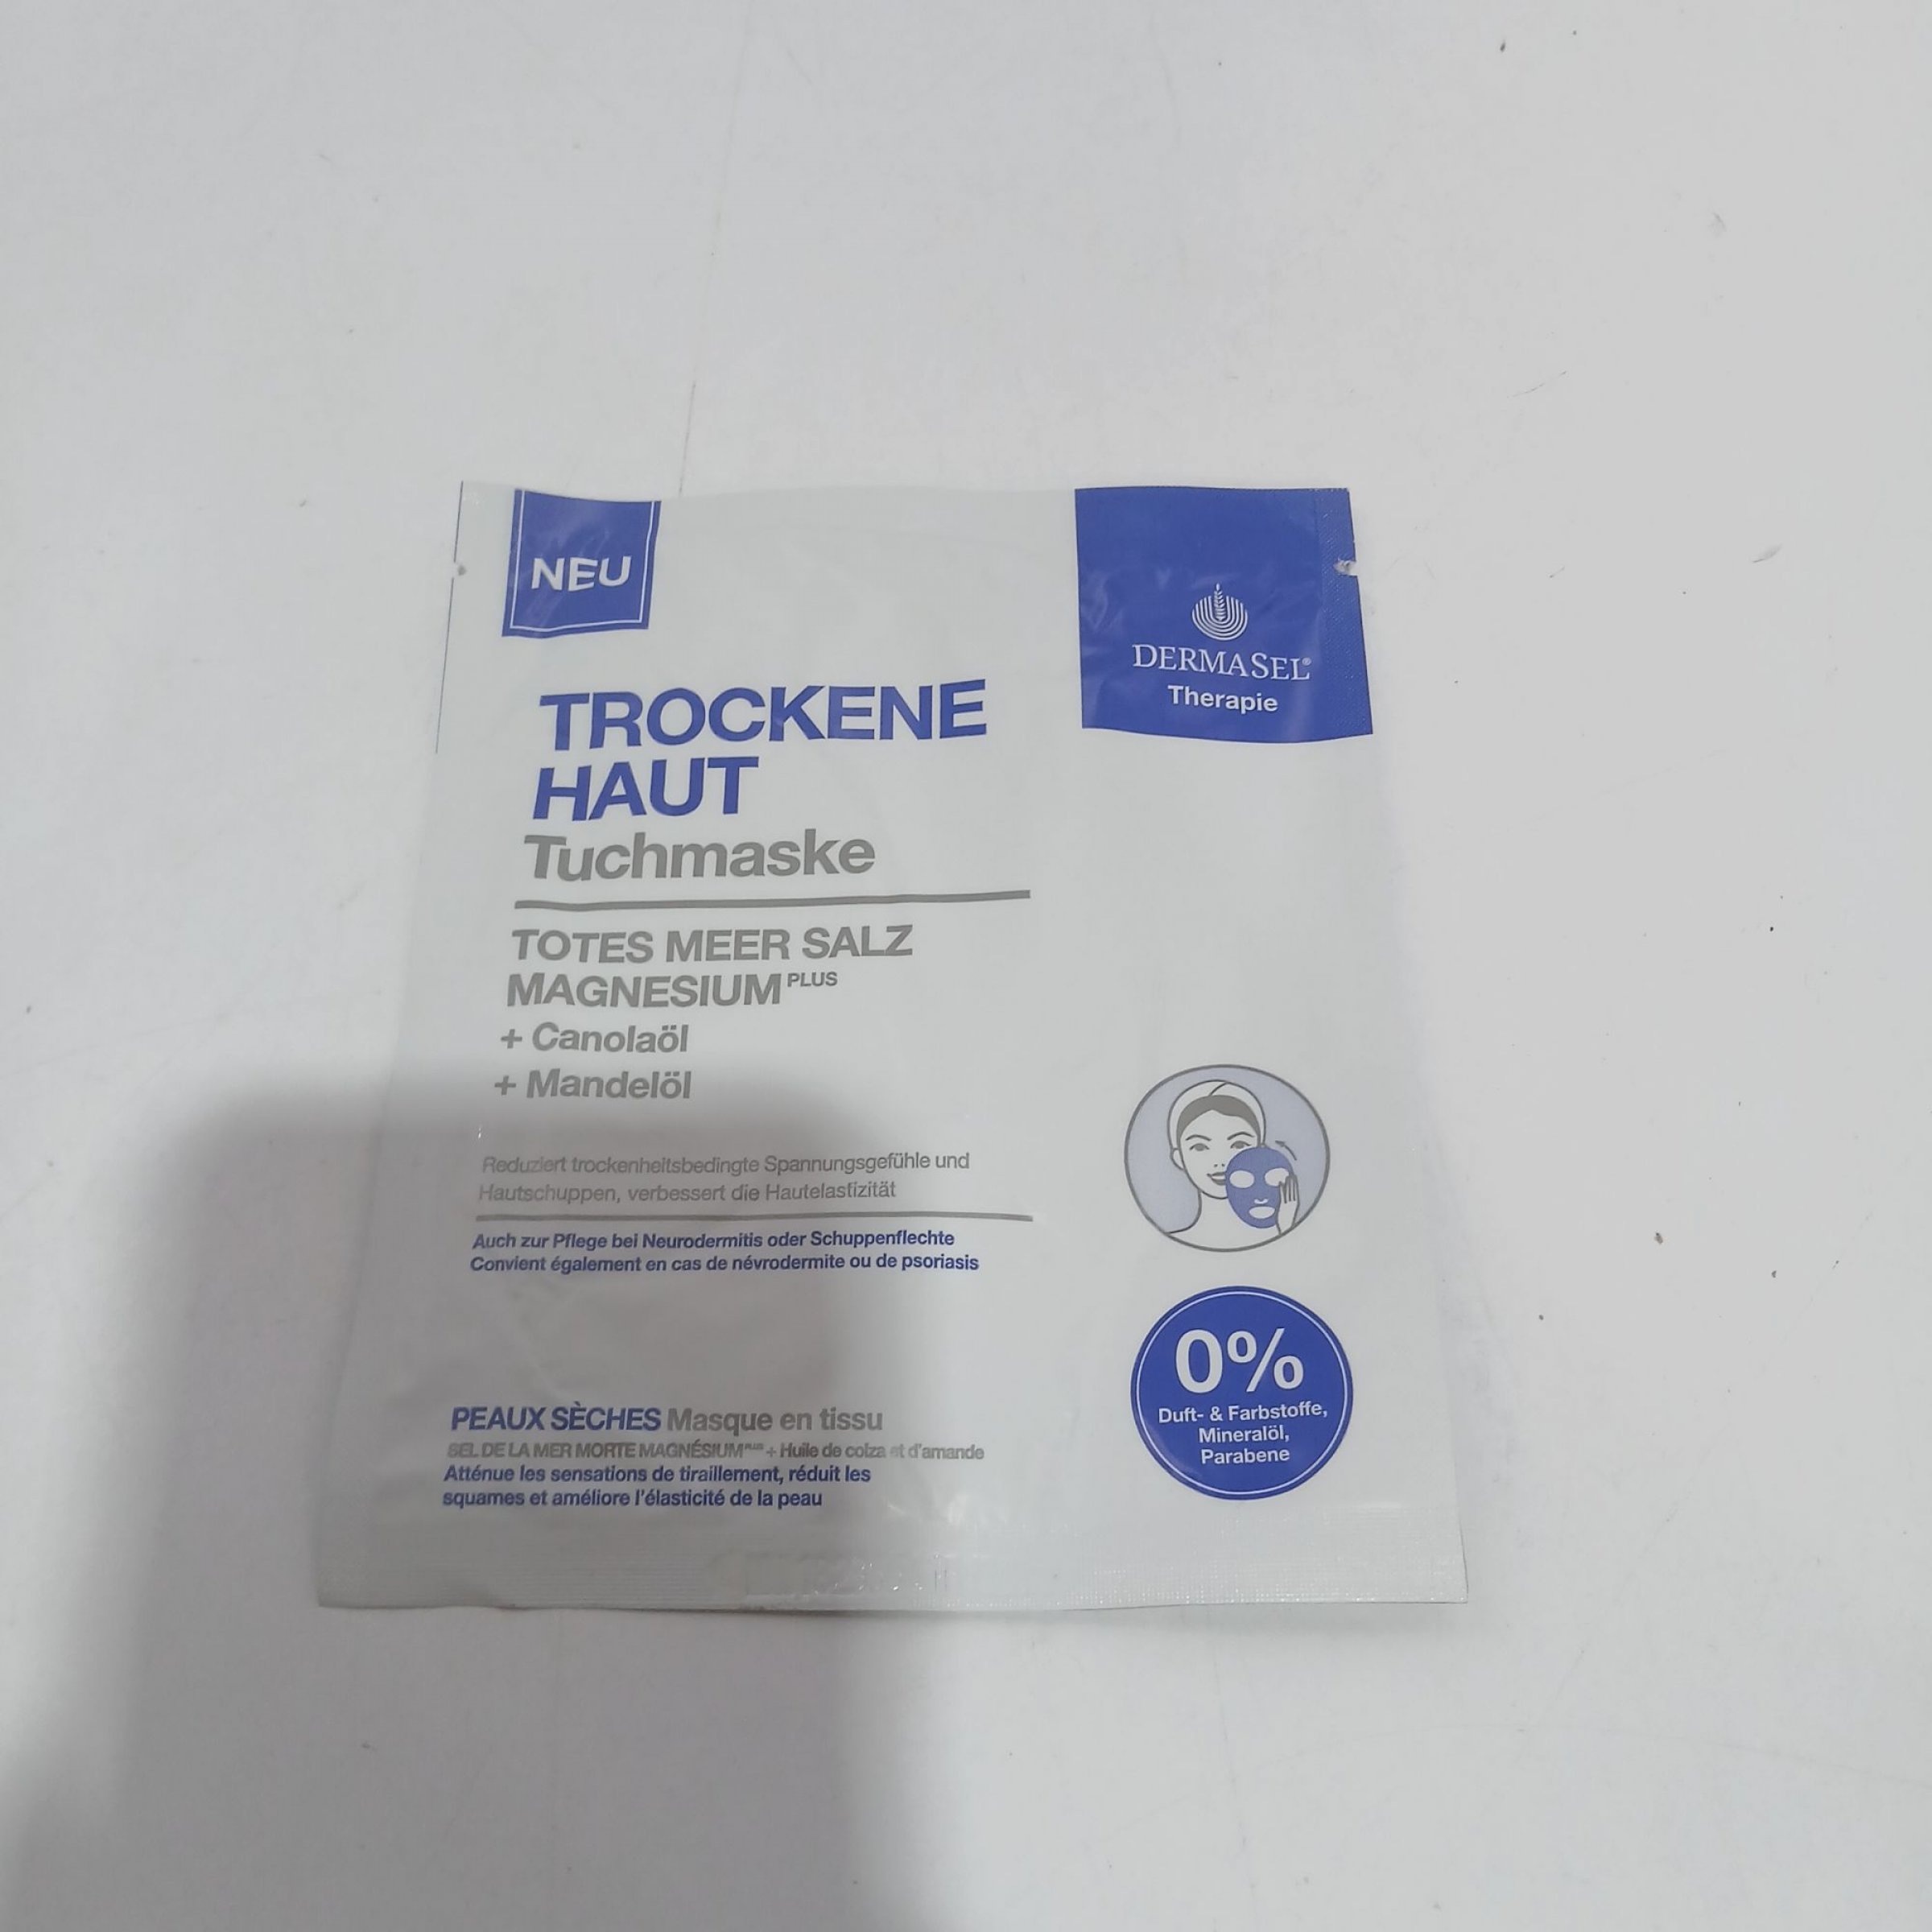 NEU
DERMASEL®
Therapie
TROCKENE
HAUT
Tuchmaske
TOTES MEER SALZ
MAGNESIUM PLUS
+ Canolaöl
+ Mandelöl
Reduziert trockenheitsbedingte Spannungsgefühle und
Hautschuppen, verbessert die Hautelastizität
Auch zur Pflege bei Neurodermitis oder Schuppenflechte
Convient également en cas de névrodermite ou de psoriasis
0%
Duft- & Farbstoffe,
Mineralöl,
Parabene
PEAUX SÈCHES Masque en tissu
SEL DE LA MER MORTE MAGNÉSIUM PLUS + Huile de colza et d'amande
Atténue les sensations de tiraillement, réduit les
squames et améliore l'élasticité de la peau